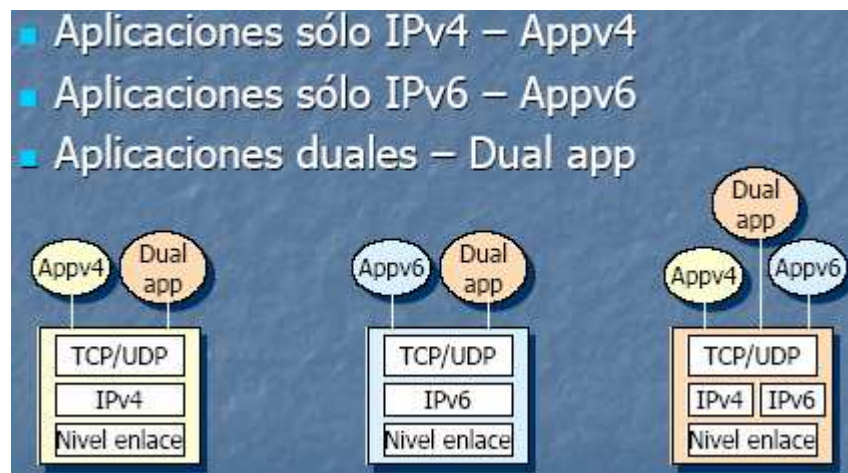 Aplicaciones sólo IPv4 – Appv4
Aplicaciones sólo IPv6 – Appv6
Aplicaciones duales – Dual app
Appv4
Dual
app
TCP/UDP
IPv4
Nivel enlace
Appv6
Dual
app
TCP/UDP
IPv6
Nivel enlace
Dual
app
Appv4
Appv6
TCP/UDP
IPv4 IPv6
Nivel enlace